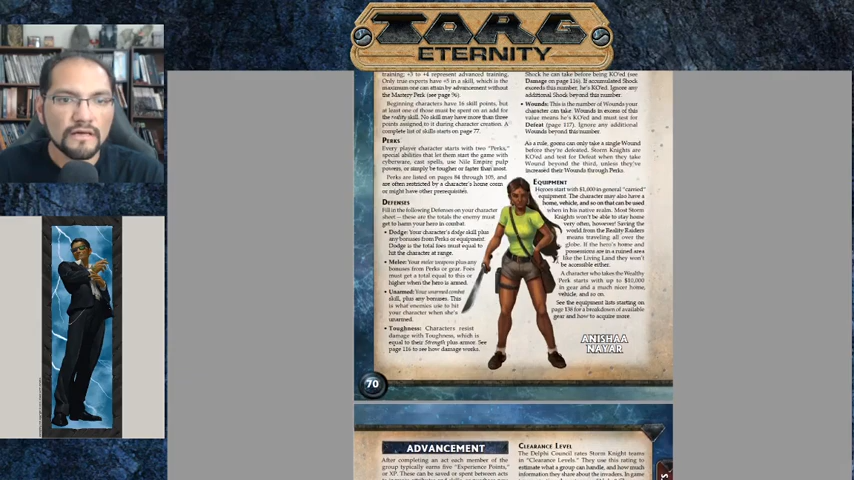 TORG
ETERNITY
training; +3 to +4 represent advanced training.
Only true experts have +5 in a skill, which is the
maximum one can attain by advancement without
the Mastery Perk (see page 96).
Beginning characters have 16 skill points, but
at least one of those must be spent on an add for
the reality skill. No skill may have more than three
points assigned to it during character creation. A
complete list of skills starts on page 77.
PERKS
Every player character starts with two "Perks,"
special abilities that let them start the game with
cyberware, cast spells, use Nile Empire pulp
powers, or simply be tougher or faster than most.
Perks are listed on pages 84 through 105, and
are often restricted by a character's home cosm
or might have other prerequisites.
DEFENSES
Fill in the following Defenses on your character
sheet—these are the totals the enemy must
get to harm your hero in combat.
• Dodge: Your character's dodge skill plus
any bonuses from Perks or equipment.
Dodge is the total foes must equal to hit
the character at range.
• Melee: Your melee weapons plus any
bonuses from Perks or gear. Foes
must get a total equal to this or
higher when the hero is armed.
• Unarmed: Your unarmed combat
skill, plus any bonuses. This
is what enemies use to hit
your character when she's
unarmed.
• Toughness: Characters resist
damage with Toughness, which is
equal to their Strength plus armor. See
page 116 to see how damage works.
70
Shock he can take before being KO'ed (see
Damage on page 116). If accumulated Shock
exceeds this number, he's KO'ed. Ignore any
additional Shock beyond this number.
• Wounds: This is the number of Wounds your
character can take. Wounds in excess of this
value means he's KO'ed and must test for
Defeat (page 117). Ignore any additional
Wounds beyond this number.
As a rule, goons can only take a single Wound
before they're defeated. Storm Knights are
KO'ed and test for Defeat when they take
Wound beyond the third, unless they've
increased their Wounds through Perks.
EQUIPMENT
Heroes start with $1,000 in general "carried"
equipment. The character may also have a
home, vehicle, and so on that can be used
when in his native realm. Most Storm
Knights won't be able to stay home
very often, however! Saving the
world from the Reality Raiders
means traveling all over the
globe. If the hero's home and
possessions are in a ruined area
like the Living Land they won't
be accessible either.
A character who takes the Wealthy
Perk starts with up to $10,000
in gear and a much nicer home,
vehicle, and so on.
See the equipment lists starting on
page 138 for a breakdown of available
gear and how to acquire more.
ANISHAA
NAYAR
ADVANCEMENT
After completing an act each member of the
group typically earns five "Experience Points,"
or XP. These can be saved or spent between acts
CLEARANCE LEVEL
The Delphi Council rates Storm Knight teams
in "Clearance Levels." They use this rating to
estimate what a group can handle, and how much
information they share about the invaders. In game